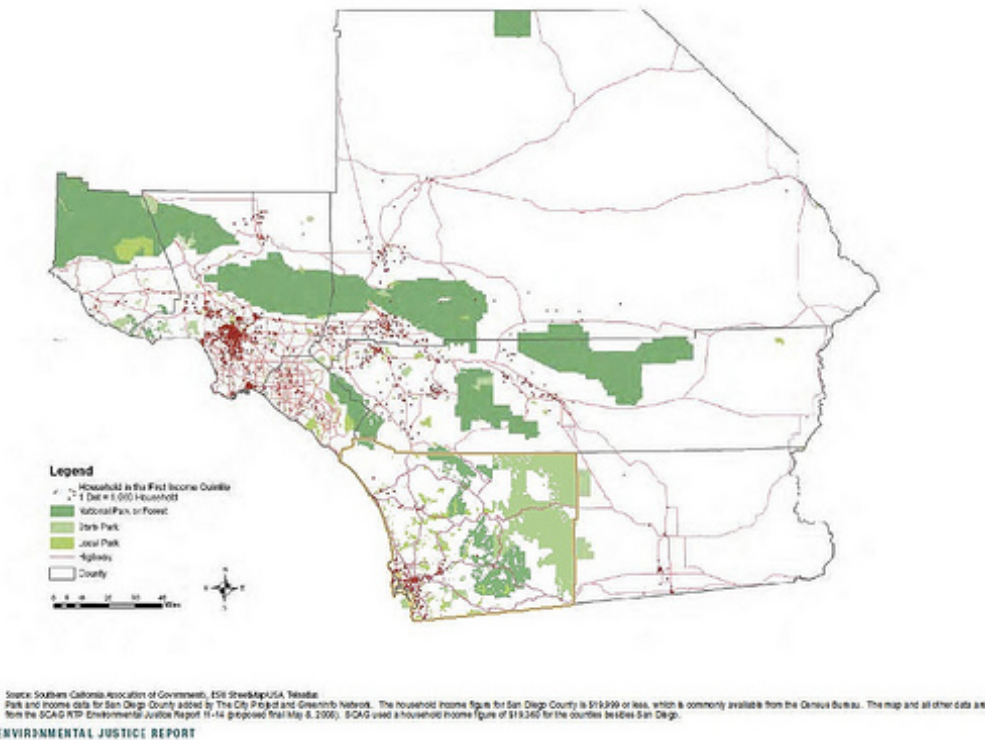 Legend
Household in the First Income Quintile
1 Dot = 1,000 Household
National Park or Forest
State Park
Local Park
Highway
County
Miles
N
S
Source: Southern California Association of Governments, ESRI StreetMap USA, Teleatlas
Park and income data for San Diego County added by The City Project and GreenInfo Network. The household income figure for San Diego County is $19,999 or less, which is commonly available from the Census Bureau. The map and all other data are
from the SCAG RTP Environmental Justice Report 11-14 (proposed final May 8, 2008). SCAG used a household income figure of $19,360 for the counties besides San Diego.
ENVIRONMENTAL JUSTICE REPORT